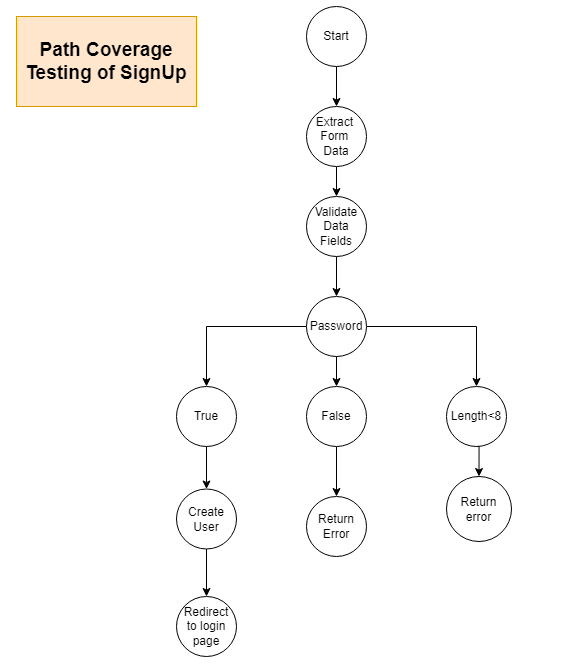 Path Coverage
Testing of SignUp
Start
Extract
Form
Data
Validate
Data
Fields
Password
True
False
Length<8
Create
User
Return
Error
Return
error
Redirect
to login
page